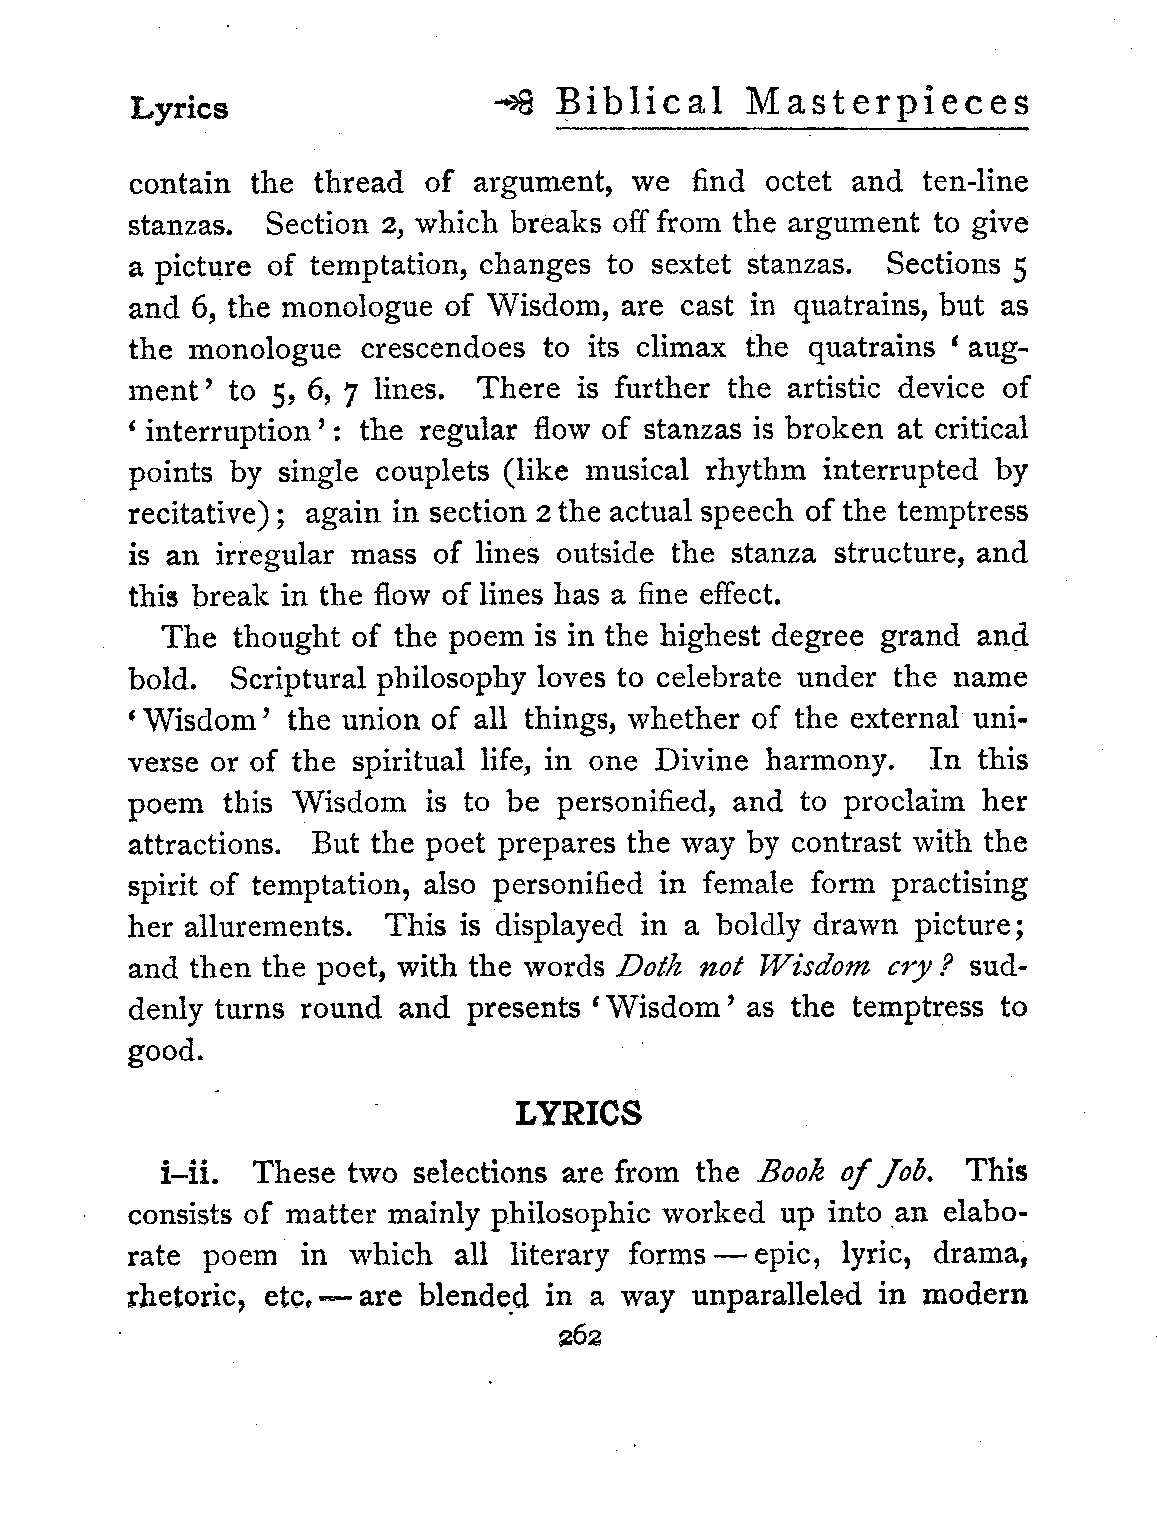 Lyrics Biblical Masterpieces
contain the thread of argument, we find octet and ten-line
stanzas. Section 2, which breaks off from the argument to give
a picture of temptation, changes to sextet stanzas. Sections 5
and 6, the monologue of Wisdom, are cast in quatrains, but as
the monologue crescendoes to its climax the quatrains ‘ aug-
ment ’ to 5, 6, 7 lines. There is further the artistic device of
‘ interruption ’ : the regular flow of stanzas is broken at critical
points by single couplets (like musical rhythm interrupted by
recitative) ; again in section 2 the actual speech of the temptress
is an irregular mass of lines outside the stanza structure, and
this break in the flow of lines has a fine effect.
The thought of the poem is in the highest degree grand and
bold. Scriptural philosophy loves to celebrate under the name
‘ Wisdom ’ the union of all things, whether of the external uni-
verse or of the spiritual life, in one Divine harmony. In this
poem this Wisdom is to be personified, and to proclaim her
attractions. But the poet prepares the way by contrast with the
spirit of temptation, also personified in female form practising
her allurements. This is displayed in a boldly drawn picture;
and then the poet, with the words Doth not Wisdom cry ? sud-
denly turns round and presents ‘ Wisdom ’ as the temptress to
good.
LYRICS
i–ii. These two selections are from the Book of Job. This
consists of matter mainly philosophic worked up into an elabo-
rate poem in which all literary forms — epic, lyric, drama,
rhetoric, etc. — are blended in a way unparalleled in modern
262